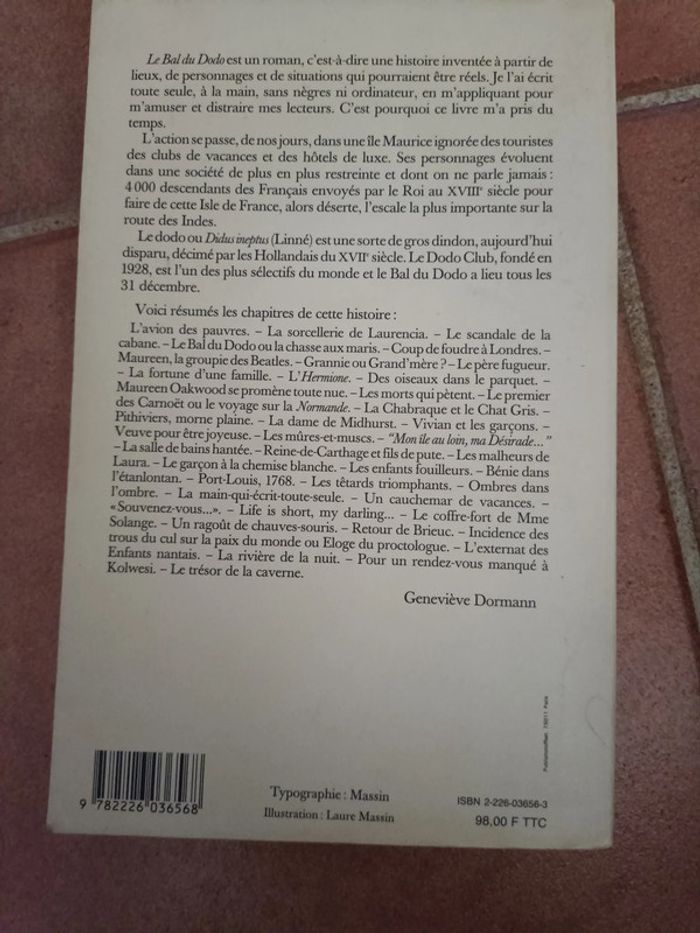 Le Bal du Dodo est un roman, c'est-à-dire une histoire inventée à partir de
lieux, de personnages et de situations qui pourraient être réels. Je l'ai écrit
toute seule, à la main, sans nègres ni ordinateur, en m'appliquant pour
m'amuser et distraire mes lecteurs. C'est pourquoi ce livre m'a pris du
temps.
L'action se passe, de nos jours, dans une île Maurice ignorée des touristes
des clubs de vacances et des hôtels de luxe. Ses personnages évoluent
dans une société de plus en plus restreinte et dont on ne parle jamais :
4 000 descendants des Français envoyés par le Roi au XVIIIe siècle pour
faire de cette Isle de France, alors déserte, l'escale la plus importante sur la
route des Indes.
Le dodo ou Didus ineptus (Linné) est une sorte de gros dindon, aujourd'hui
disparu, décimé par les Hollandais du XVIIe siècle. Le Dodo Club, fondé en
1928, est l'un des plus sélectifs du monde et le Bal du Dodo a lieu tous les
31 décembre.
Voici résumés les chapitres de cette histoire :
L'avion des pauvres. – La sorcellerie de Laurencia. – Le scandale de la
cabane. – Le Bal du Dodo ou la chasse aux maris. – Coup de foudre à Londres. –
Maureen, la groupie des Beatles. – Grannie ou Grand'mère ? – Le père fugueur.
– La fortune d'une famille. – L'Hermione. – Des oiseaux dans le parquet. –
Maureen Oakwood se promène toute nue. – Les morts qui pètent. – Le premier
des Carnoët ou le voyage sur la Normande. – La Chabraque et le Chat Gris. –
Pithiviers, morne plaine. – La dame de Midhurst. – Vivian et les garçons. –
Veuve pour être joyeuse. – Les mûres-et-muscs. – "Mon île au loin, ma Désirade..."
– La salle de bains hantée. – Reine-de-Carthage et fils de pute. – Les malheurs de
Laura. – Le garçon à la chemise blanche. – Les enfants fouilleurs. – Bénie dans
l'étanlontan. – Port-Louis, 1768. – Les têtards triomphants. – Ombres dans
l'ombre. – La main-qui-écrit-toute-seule. – Un cauchemar de vacances. –
«Souvenez-vous...». – Life is short, my darling... – Le coffre-fort de Mme
Solange. – Un ragoût de chauves-souris. – Retour de Brieuc. – Incidence des
trous du cul sur la paix du monde ou Eloge du proctologue. – L'externat des
Enfants nantais. – La rivière de la nuit. – Pour un rendez-vous manqué à
Kolwesi. – Le trésor de la caverne.
Geneviève Dormann
9 782226 036568
Typographie : Massin
Illustration : Laure Massin
ISBN 2-226-03656-3
98,00 F TTC